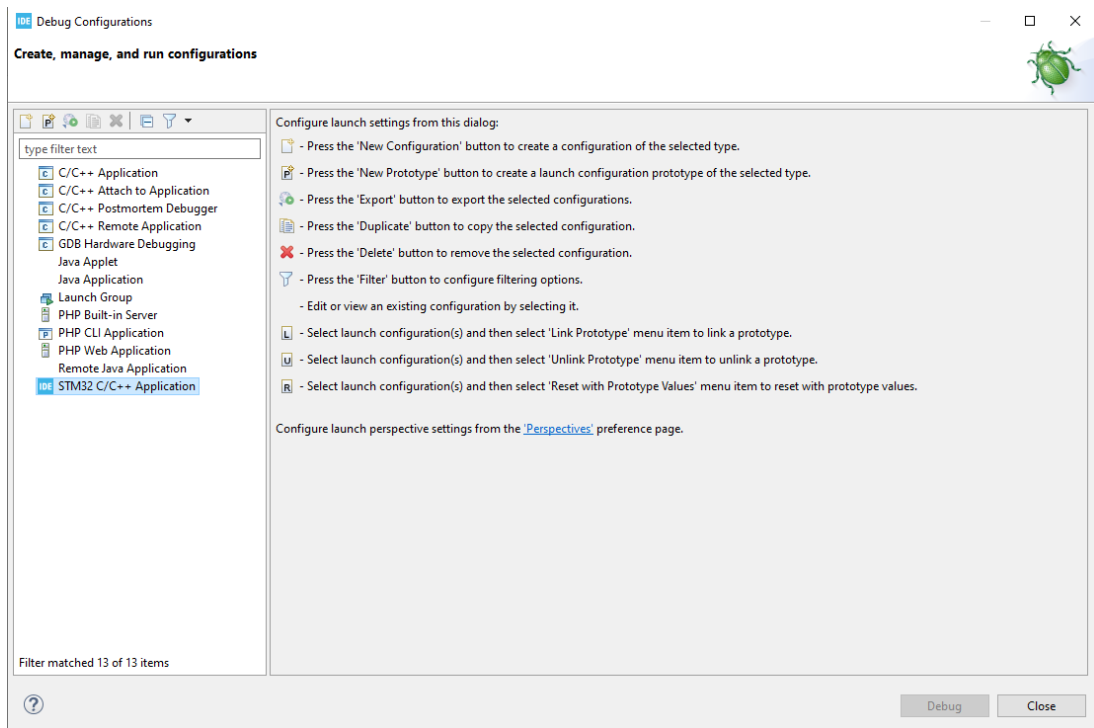 IDE Debug Configurations
Create, manage, and run configurations
type filter text
C/C++ Application
C/C++ Attach to Application
C/C++ Postmortem Debugger
C/C++ Remote Application
GDB Hardware Debugging
Java Applet
Java Application
Launch Group
PHP Built-in Server
PHP CLI Application
PHP Web Application
Remote Java Application
IDE STM32 C/C++ Application
Filter matched 13 of 13 items
Configure launch settings from this dialog:
- Press the 'New Configuration' button to create a configuration of the selected type.
- Press the 'New Prototype' button to create a launch configuration prototype of the selected type.
- Press the 'Export' button to export the selected configurations.
- Press the 'Duplicate' button to copy the selected configuration.
- Press the 'Delete' button to remove the selected configuration.
- Press the 'Filter' button to configure filtering options.
- Edit or view an existing configuration by selecting it.
L - Select launch configuration(s) and then select 'Link Prototype' menu item to link a prototype.
U - Select launch configuration(s) and then select 'Unlink Prototype' menu item to unlink a prototype.
R - Select launch configuration(s) and then select 'Reset with Prototype Values' menu item to reset with prototype values.
Configure launch perspective settings from the 'Perspectives' preference page.
?
Debug
Close